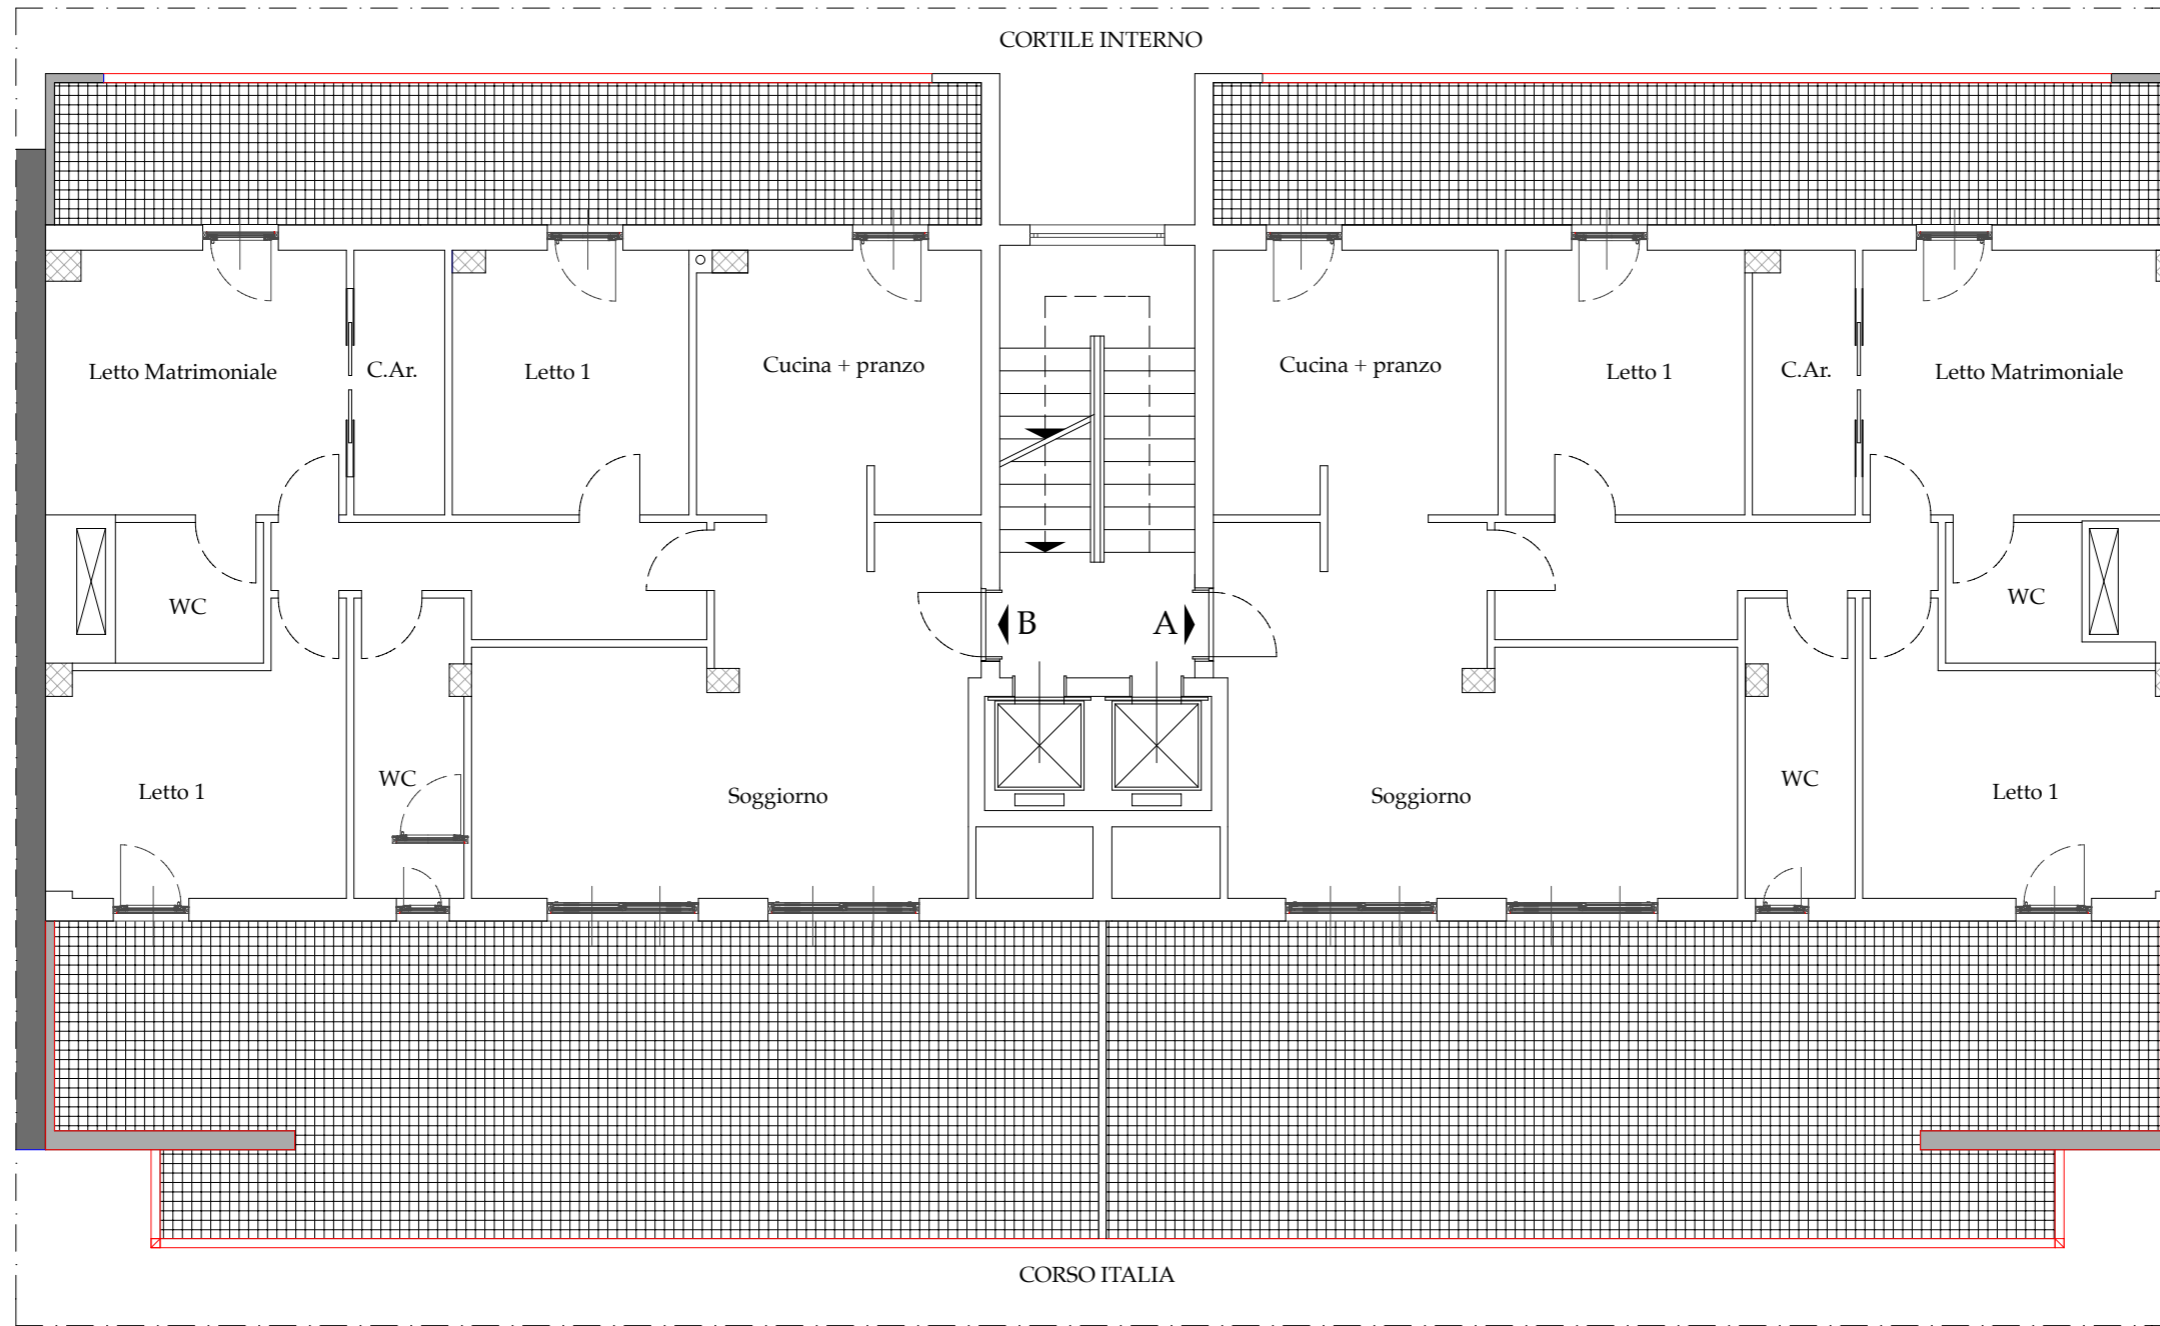 CORTILE INTERNO
Letto Matrimoniale
C.Ar.
Letto 1
Cucina + pranzo
Cucina + pranzo
Letto 1
C.Ar.
Letto Matrimoniale
WC
B
A
WC
Letto 1
WC
Soggiorno
Soggiorno
WC
Letto 1
CORSO ITALIA